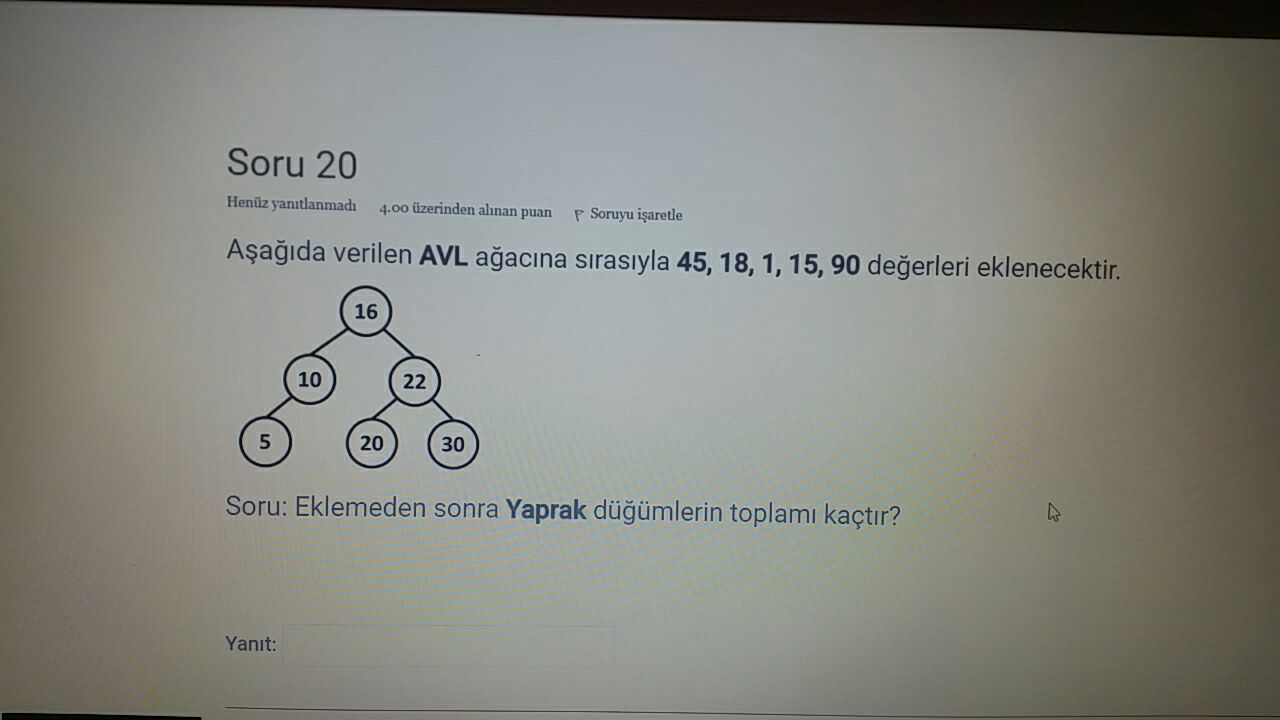 Soru 20
Henüz yanıtlanmadı 4.00 üzerinden alınan puan Soruyu işaretle
Aşağıda verilen AVL ağacına sırasıyla 45, 18, 1, 15, 90 değerleri eklenecektir.
16
10 22
5 20 30
Soru: Eklemeden sonra Yaprak düğümlerin toplamı kaçtır?
Yanıt: